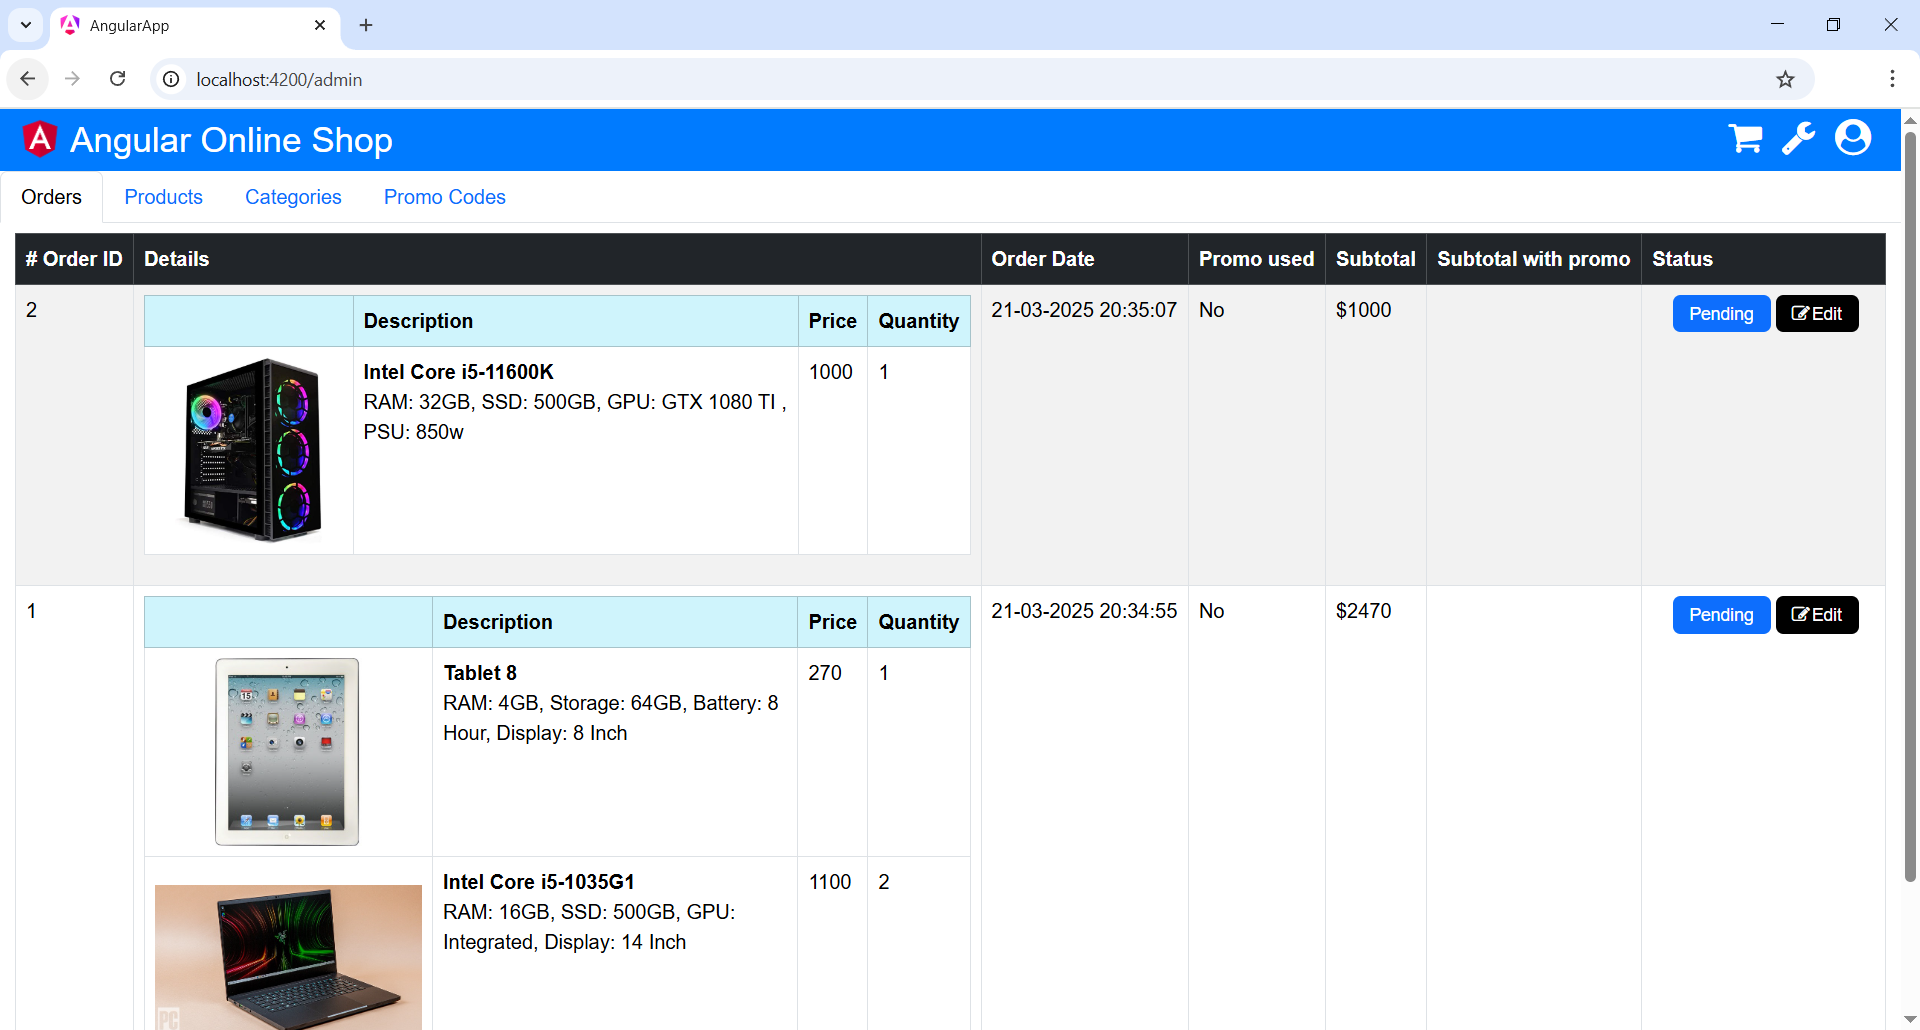 AngularApp
localhost:4200/admin
Angular Online Shop
Orders
Products
Categories
Promo Codes
# Order ID
Details
Order Date
Promo used
Subtotal
Subtotal with promo
Status
2
Description
Price
Quantity
Intel Core i5-11600K
RAM: 32GB, SSD: 500GB, GPU: GTX 1080 TI ,
PSU: 850w
1000
1
21-03-2025 20:35:07
No
$1000
Pending
Edit
1
Description
Price
Quantity
Tablet 8
RAM: 4GB, Storage: 64GB, Battery: 8
Hour, Display: 8 Inch
270
1
Intel Core i5-1035G1
RAM: 16GB, SSD: 500GB, GPU:
Integrated, Display: 14 Inch
1100
2
21-03-2025 20:34:55
No
$2470
Pending
Edit
15
PC